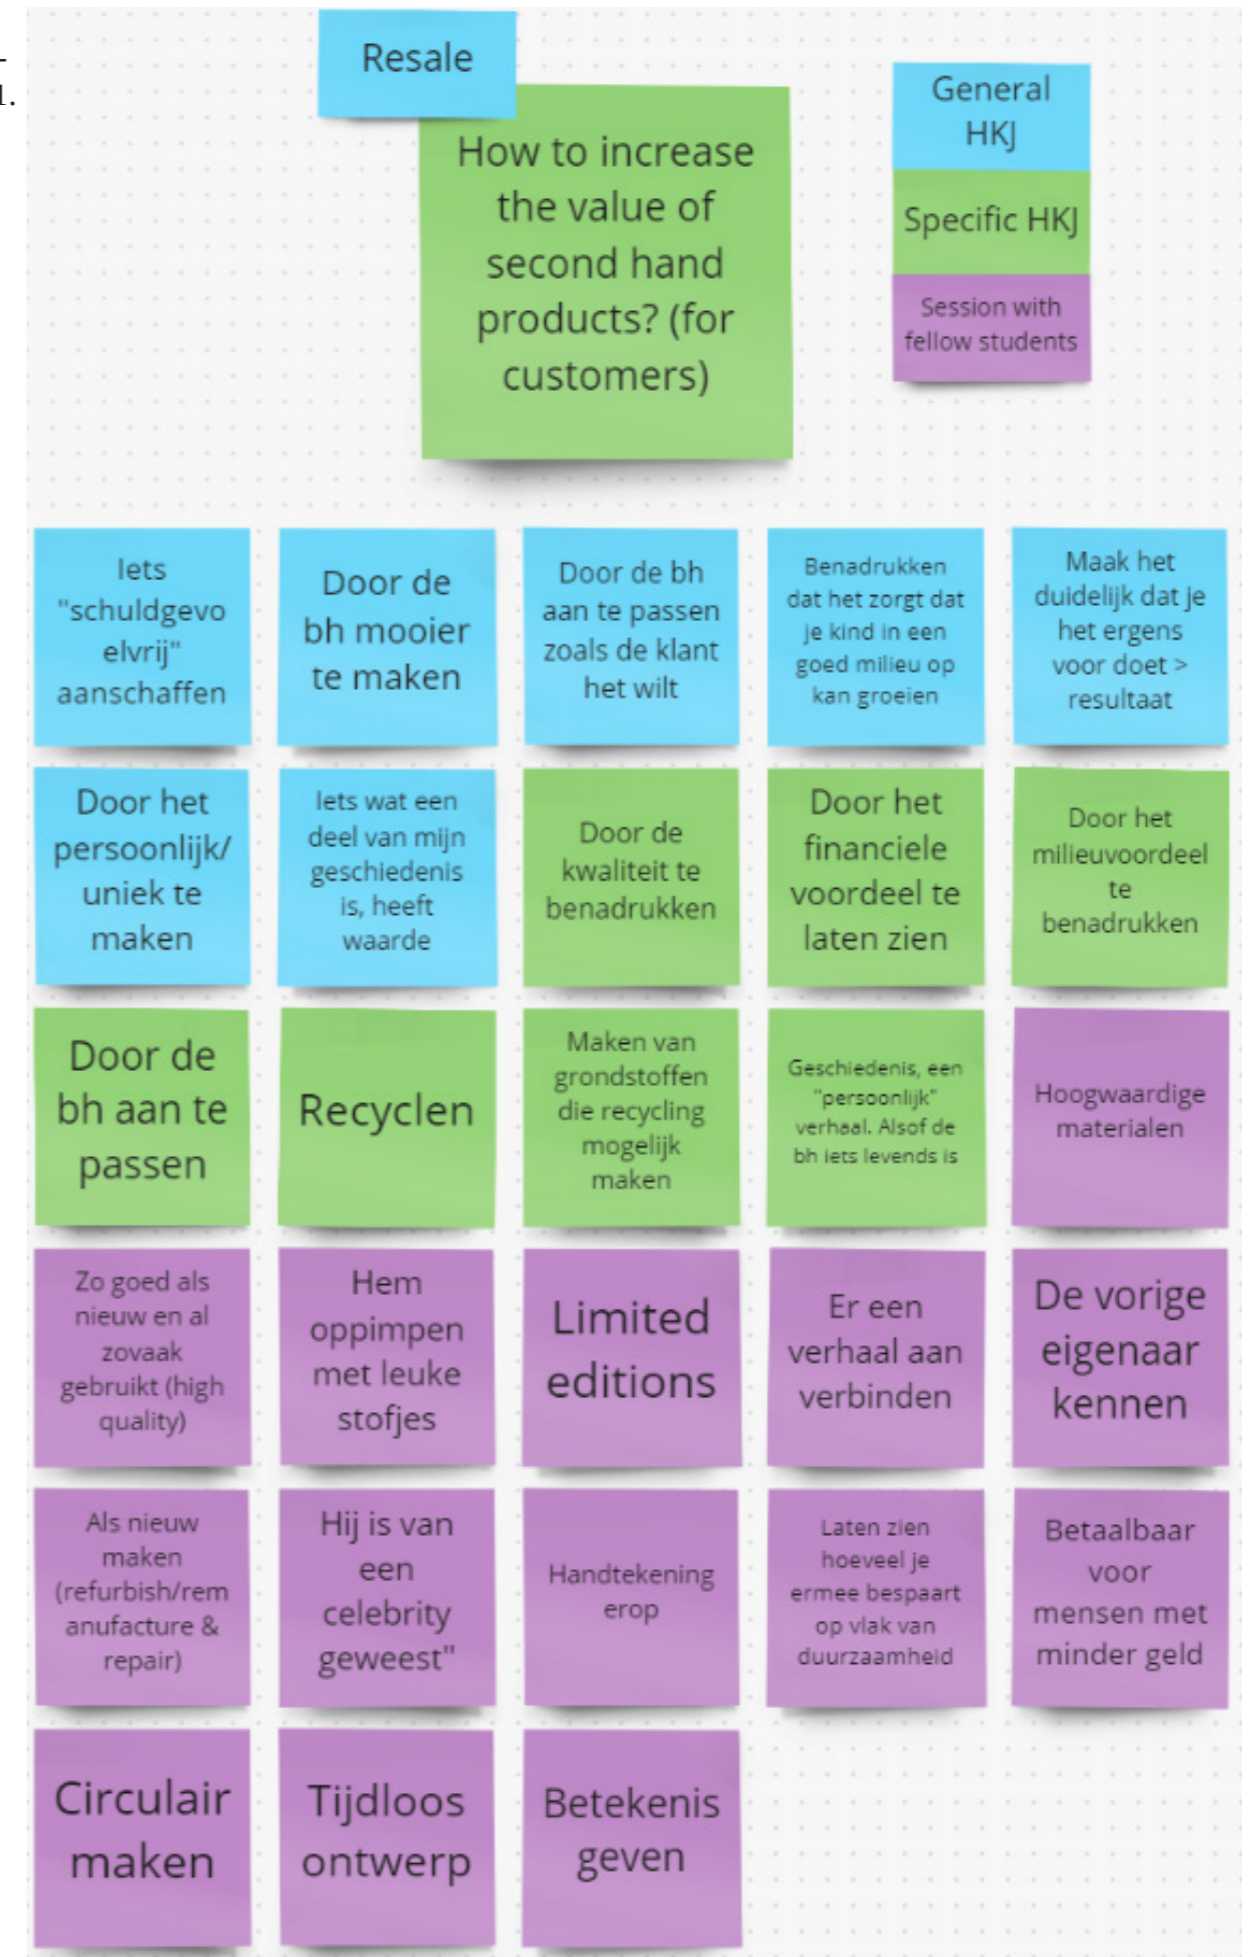 -
1.
Resale
How to increase
the value of
second hand
products? (for
customers)
General
HKJ
Specific HKJ
Session with
fellow students
Iets
"schuldgevo
elvrij"
aanschaffen
Door de
bh mooier
te maken
Door de bh
aan te passen
zoals de klant
het wilt
Benadrukken
dat het zorgt dat
je kind in een
goed milieu op
kan groeien
Maak het
duidelijk dat je
het ergens
voor doet >
resultaat
Door het
persoonlijk/
uniek te
maken
Iets wat een
deel van mijn
geschiedenis
is, heeft
waarde
Door de
kwaliteit te
benadrukken
Door het
financiele
voordeel te
laten zien
Door het
milieuvoordeel
te
benadrukken
Door de
bh aan te
passen
Recyclen
Maken van
grondstoffen
die recycling
mogelijk
maken
Geschiedenis, een
"persoonlijk"
verhaal. Alsof de
bh iets levends is
Hoogwaardige
materialen
Zo goed als
nieuw en al
zovaak
gebruikt (high
quality)
Hem
oppimpen
met leuke
stofjes
Limited
editions
Er een
verhaal aan
verbinden
De vorige
eigenaar
kennen
Als nieuw
maken
(refurbish/rem
anufacture &
repair)
Hij is van
een
celebrity
geweest"
Handtekening
erop
Laten zien
hoeveel je
ermee bespaart
op vlak van
duurzaamheid
Betaalbaar
voor
mensen met
minder geld
Circulair
maken
Tijdloos
ontwerp
Betekenis
geven